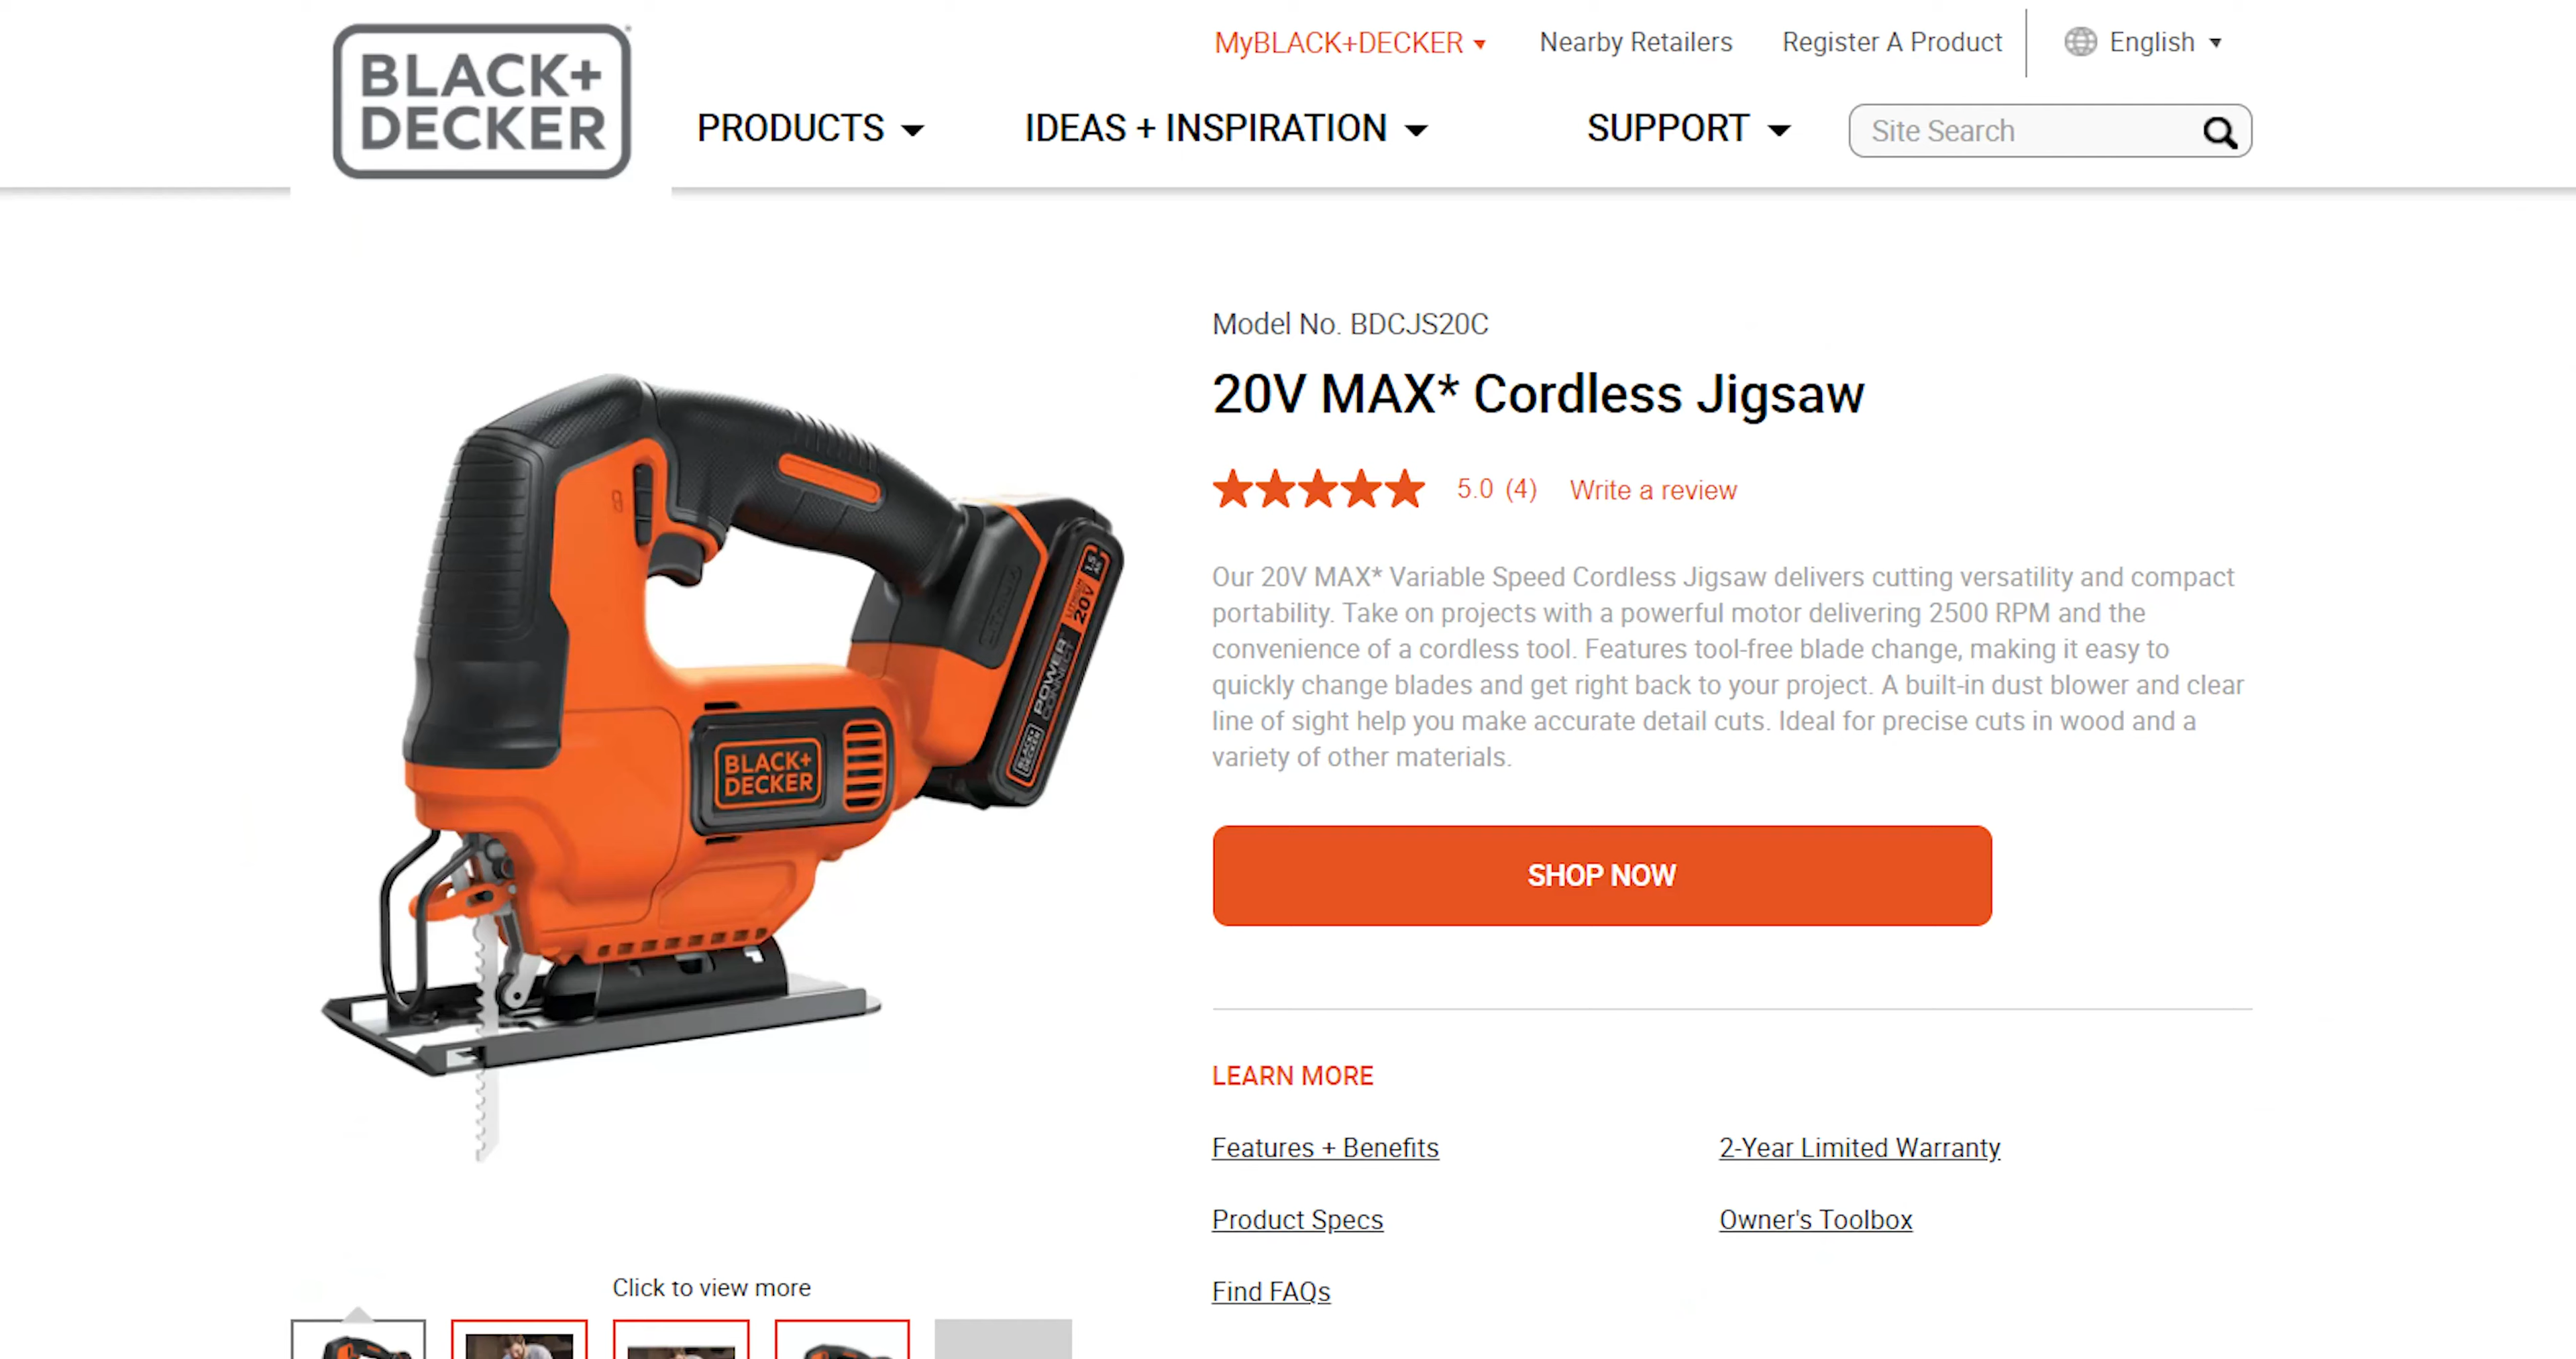 BLACK+
DECKER
MyBLACK+DECKER
Nearby Retailers
Register A Product
English
PRODUCTS
IDEAS + INSPIRATION
SUPPORT
Site Search
Model No. BDCJS20C
20V MAX* Cordless Jigsaw
5.0 (4) Write a review
Our 20V MAX* Variable Speed Cordless Jigsaw delivers cutting versatility and compact
portability. Take on projects with a powerful motor delivering 2500 RPM and the
convenience of a cordless tool. Features tool-free blade change, making it easy to
quickly change blades and get right back to your project. A built-in dust blower and clear
line of sight help you make accurate detail cuts. Ideal for precise cuts in wood and a
variety of other materials.
SHOP NOW
LEARN MORE
Features + Benefits
2-Year Limited Warranty
Product Specs
Owner's Toolbox
Find FAQs
BLACK+
DECKER
20V
POWER
CONNECT
BLACK+
DECKER
Click to view more